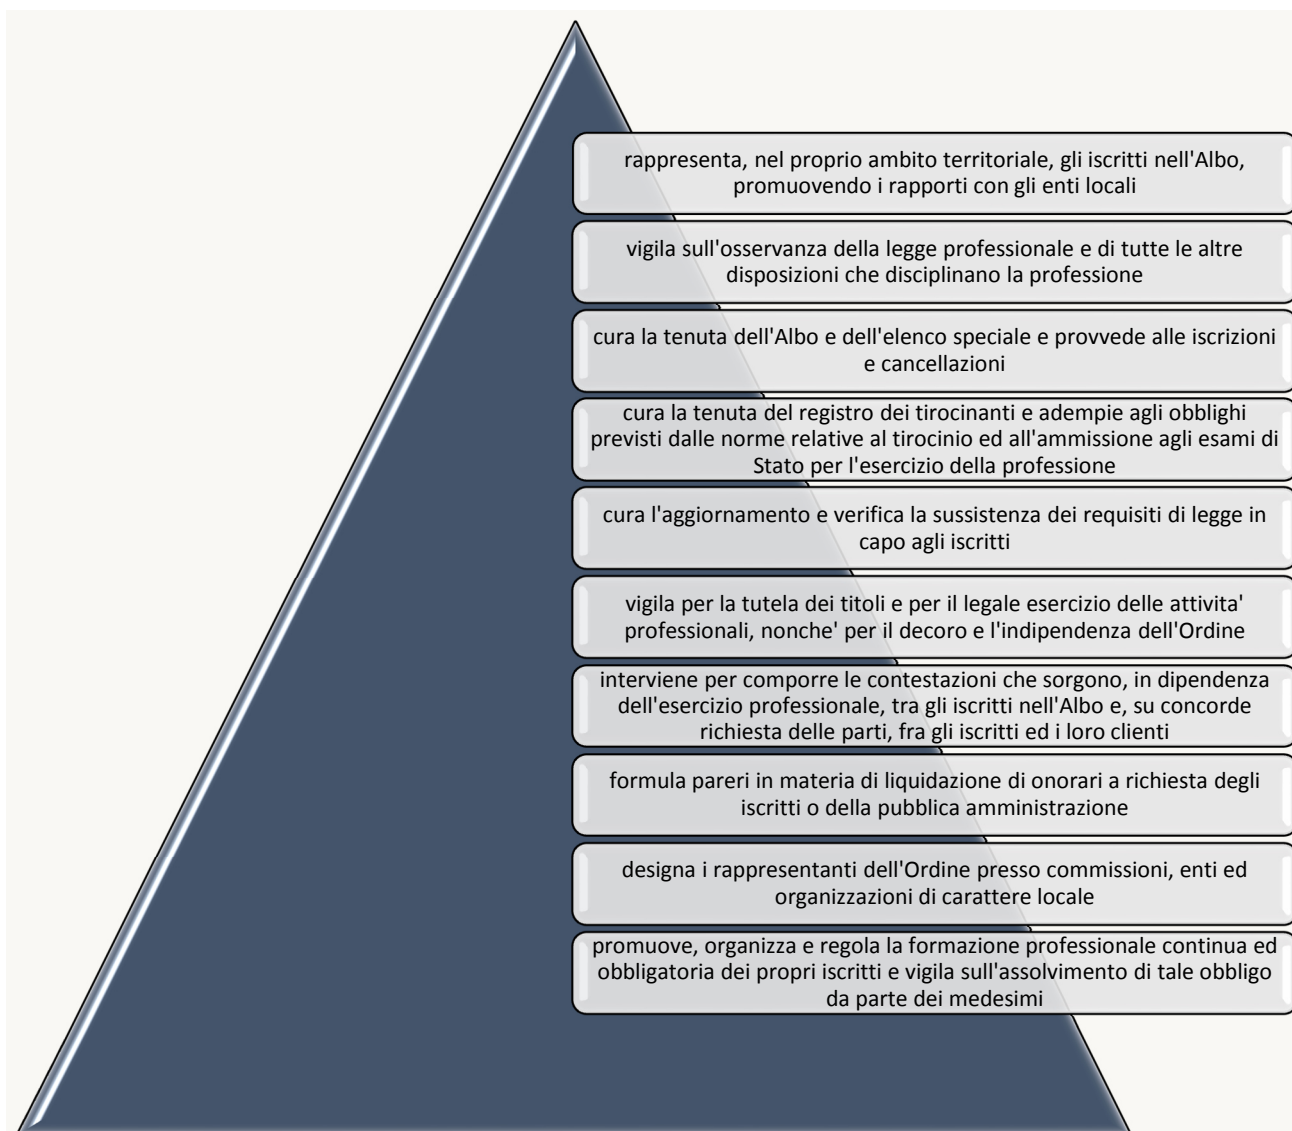 rappresenta, nel proprio ambito territoriale, gli iscritti nell'Albo,
promuovendo i rapporti con gli enti locali
vigila sull'osservanza della legge professionale e di tutte le altre
disposizioni che disciplinano la professione
cura la tenuta dell'Albo e dell'elenco speciale e provvede alle iscrizioni
e cancellazioni
cura la tenuta del registro dei tirocinanti e adempie agli obblighi
previsti dalle norme relative al tirocinio ed all'ammissione agli esami di
Stato per l'esercizio della professione
cura l'aggiornamento e verifica la sussistenza dei requisiti di legge in
capo agli iscritti
vigila per la tutela dei titoli e per il legale esercizio delle attivita'
professionali, nonche' per il decoro e l'indipendenza dell'Ordine
interviene per comporre le contestazioni che sorgono, in dipendenza
dell'esercizio professionale, tra gli iscritti nell'Albo e, su concorde
richiesta delle parti, fra gli iscritti ed i loro clienti
formula pareri in materia di liquidazione di onorari a richiesta degli
iscritti o della pubblica amministrazione
designa i rappresentanti dell'Ordine presso commissioni, enti ed
organizzazioni di carattere locale
promuove, organizza e regola la formazione professionale continua ed
obbligatoria dei propri iscritti e vigila sull'assolvimento di tale obbligo
da parte dei medesimi